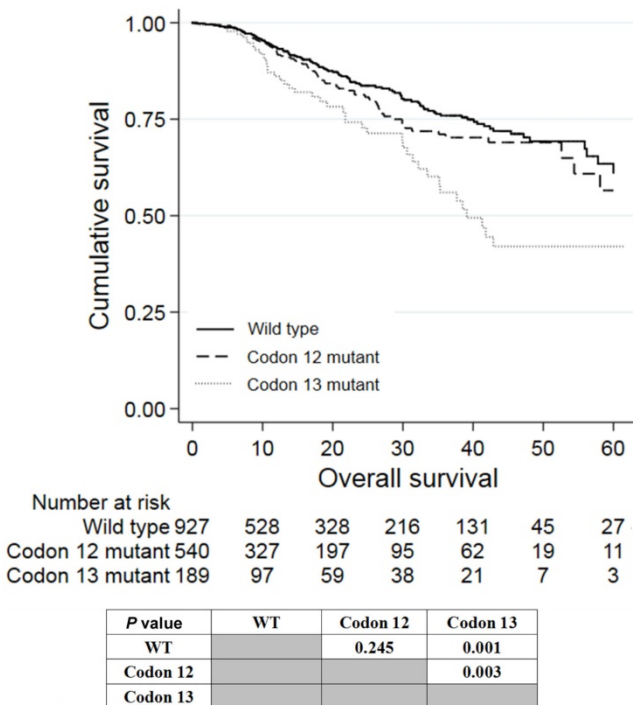 1.00
0.75
0.50
0.25
0.00
Cumulative survival
Wild type
Codon 12 mutant
Codon 13 mutant
0 10 20 30 40 50 60
Overall survival
Number at risk
Wild type 927 528 328 216 131 45 27
Codon 12 mutant 540 327 197 95 62 19 11
Codon 13 mutant 189 97 59 38 21 7 3
P value WT Codon 12 Codon 13
WT 0.245 0.001
Codon 12 0.003
Codon 13